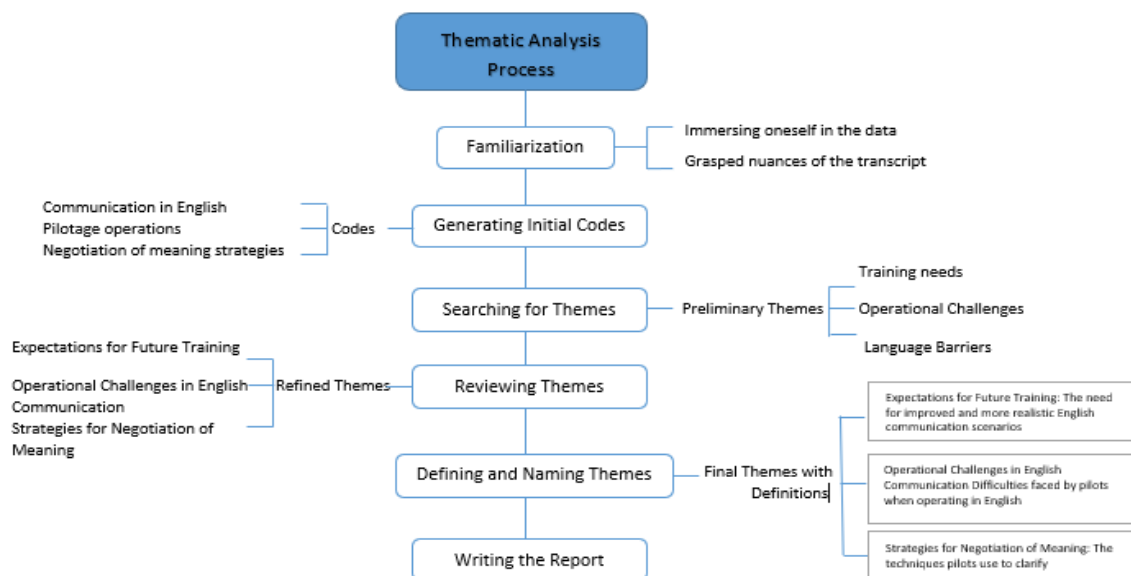 Thematic Analysis
Process
Familiarization
Immersing oneself in the data
Grasped nuances of the transcript
Communication in English
Pilotage operations
Negotiation of meaning strategies
Codes
Generating Initial Codes
Searching for Themes
Preliminary Themes
Training needs
Operational Challenges
Language Barriers
Expectations for Future Training
Operational Challenges in English
Communication
Strategies for Negotiation of
Meaning
Refined Themes
Reviewing Themes
Defining and Naming Themes
Final Themes with
Definitions
Expectations for Future Training: The need
for improved and more realistic English
communication scenarios
Operational Challenges in English
Communication Difficulties faced by pilots
when operating in English
Strategies for Negotiation of Meaning: The
techniques pilots use to clarify
Writing the Report